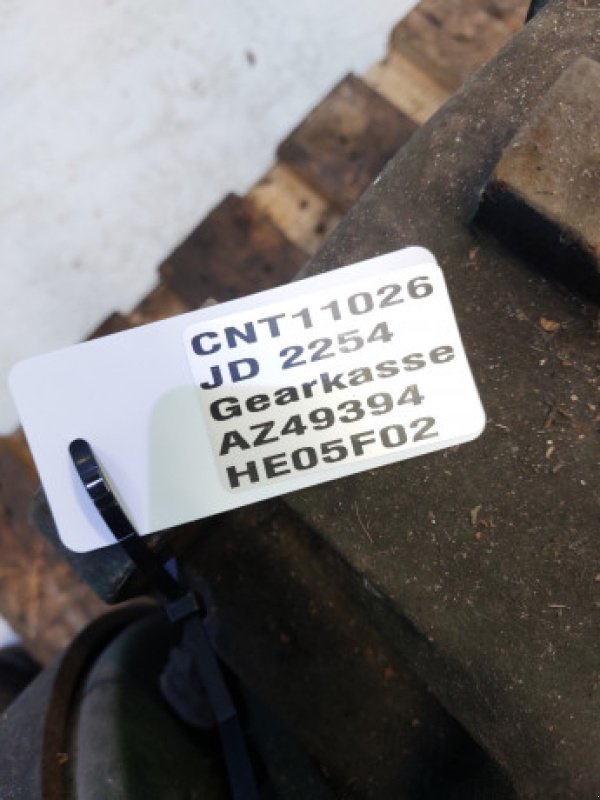 CNT11026
JD 2254
Gearkasse
AZ49394
HE05F02